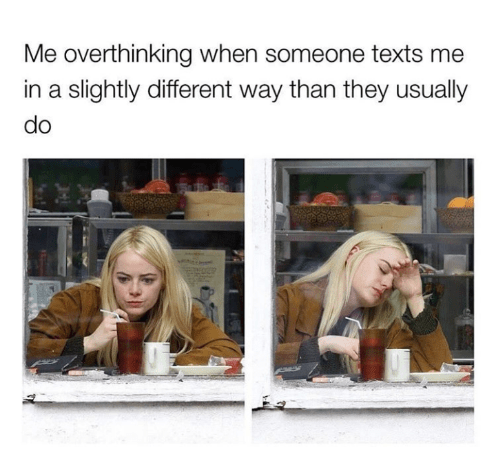 Me overthinking when someone texts me
in a slightly different way than they usually
do